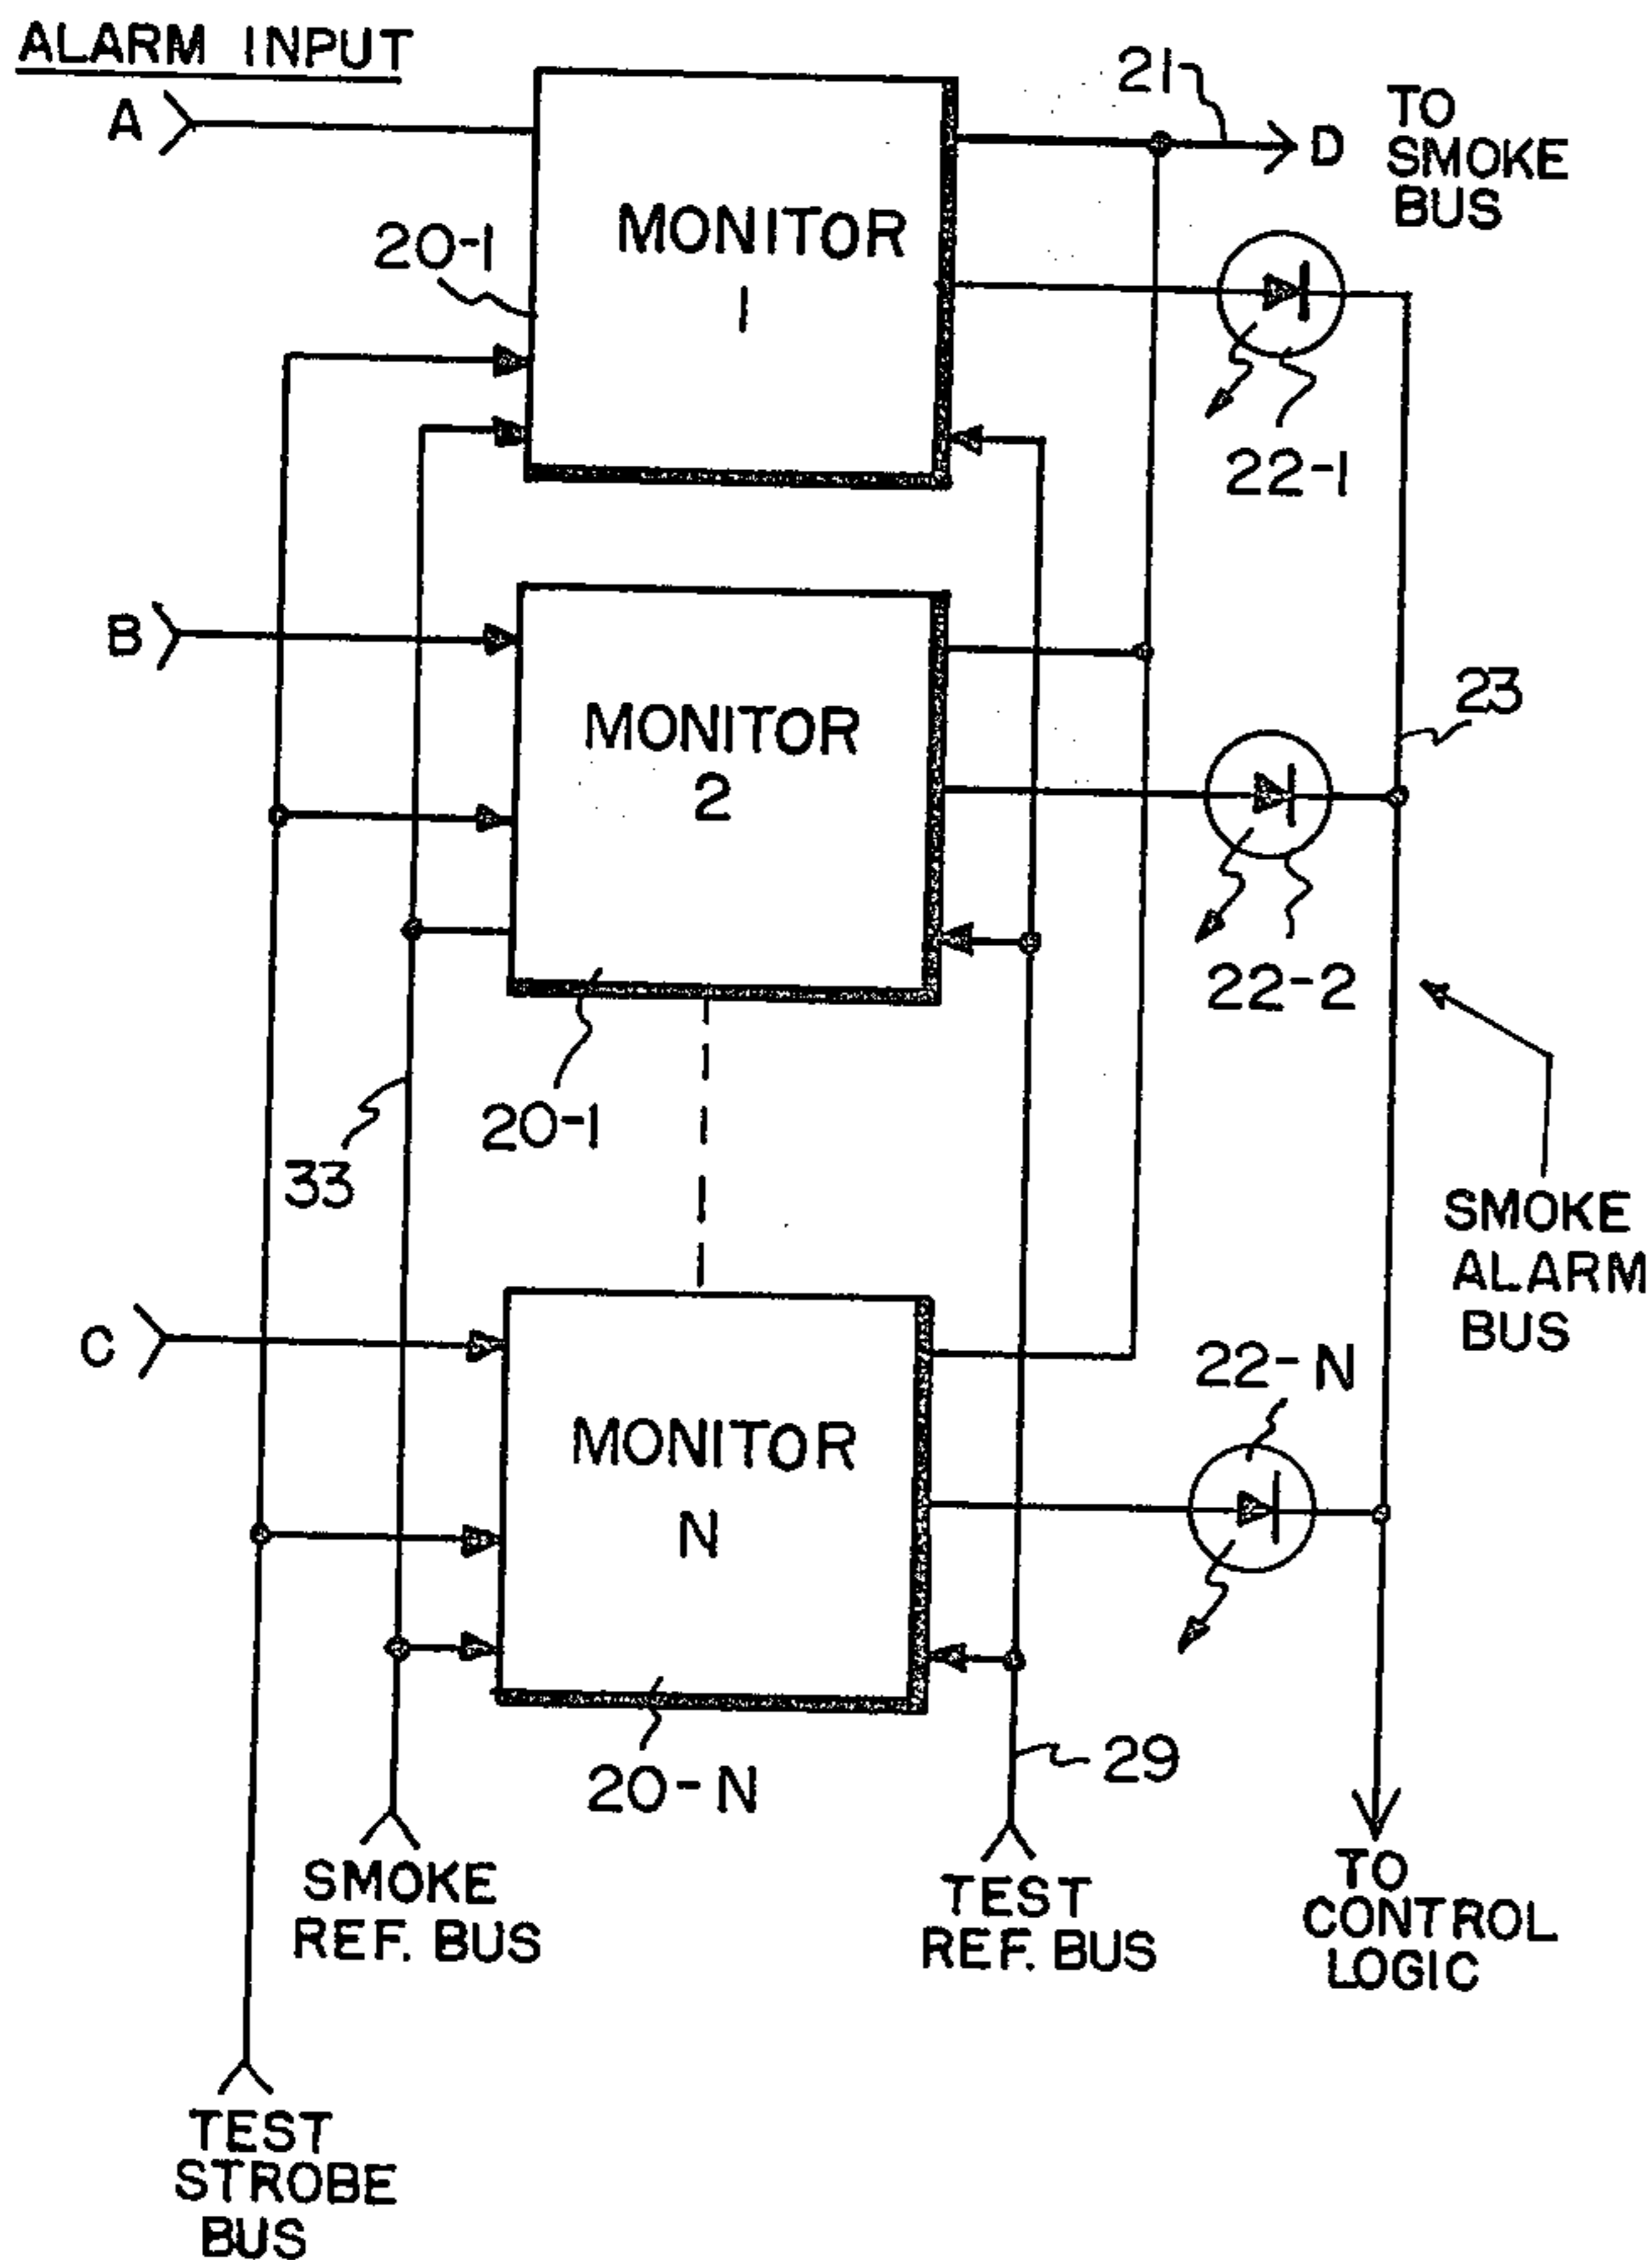 ALARM INPUT
A
21
D
TO
SMOKE
BUS
20-1
MONITOR
1
22-1
B
MONITOR
2
23
22-2
20-1
33
SMOKE
ALARM
BUS
C
22-N
MONITOR
N
20-N
29
SMOKE
REF. BUS
TEST
REF. BUS
TO
CONTROL
LOGIC
TEST
STROBE
BUS